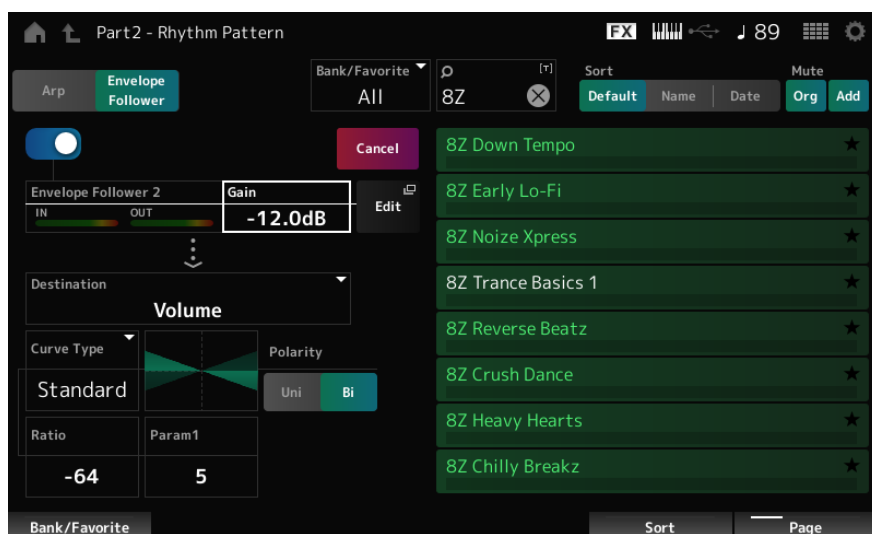 Part2 - Rhythm Pattern
FX
♩ 89
Arp
Envelope
Follower
Bank/Favorite
All
[T]
8Z
Sort
Default Name Date
Mute
Org Add
Cancel
Envelope Follower 2
IN OUT
Gain
-12.0dB
Edit
Destination
Volume
Curve Type
Standard
Polarity
Uni Bi
Ratio
-64
Param1
5
8Z Down Tempo
8Z Early Lo-Fi
8Z Noize Xpress
8Z Trance Basics 1
8Z Reverse Beatz
8Z Crush Dance
8Z Heavy Hearts
8Z Chilly Breakz
Bank/Favorite
Sort
Page